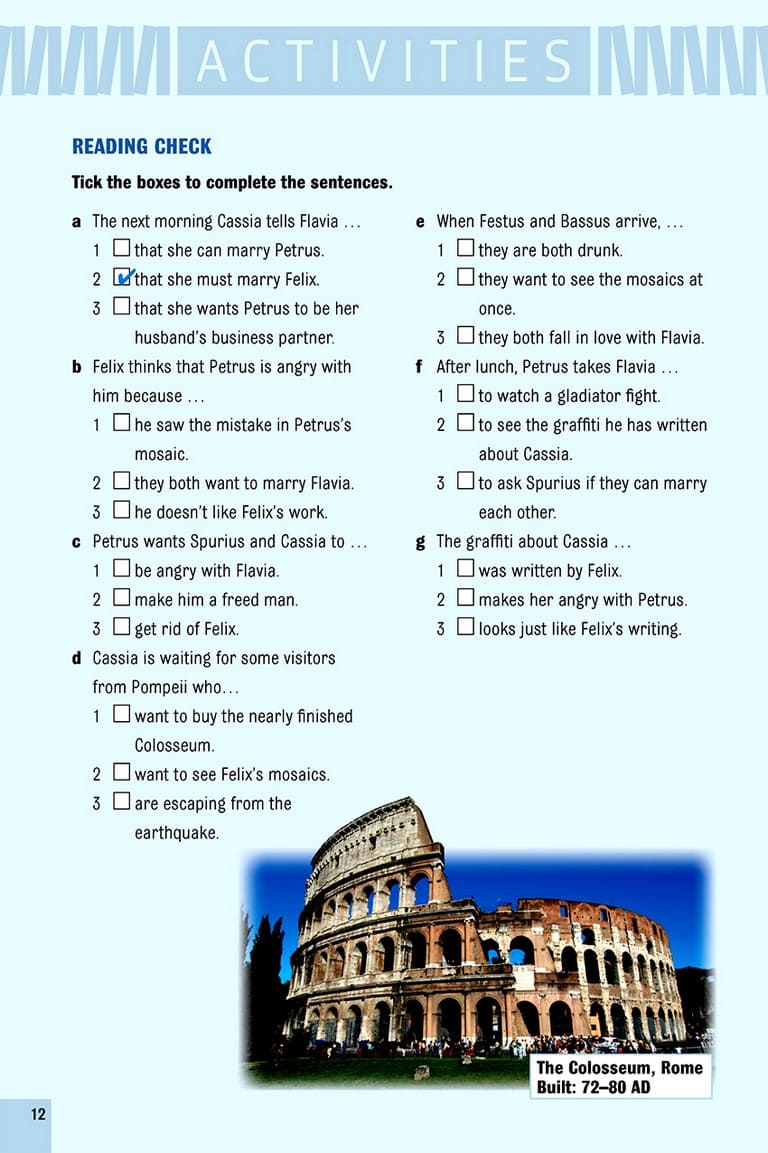 ACTIVITIES
READING CHECK
Tick the boxes to complete the sentences.
a The next morning Cassia tells Flavia ...
1 that she can marry Petrus.
2 that she must marry Felix.
3 that she wants Petrus to be her
husband's business partner.
b Felix thinks that Petrus is angry with
him because ...
1 he saw the mistake in Petrus's
mosaic.
2 they both want to marry Flavia.
3 he doesn't like Felix's work.
c Petrus wants Spurius and Cassia to ...
1 be angry with Flavia.
2 make him a freed man.
3 get rid of Felix.
d Cassia is waiting for some visitors
from Pompeii who...
1 want to buy the nearly finished
Colosseum.
2 want to see Felix's mosaics.
3 are escaping from the
earthquake.
e When Festus and Bassus arrive, ...
1 they are both drunk.
2 they want to see the mosaics at
once.
3 they both fall in love with Flavia.
f After lunch, Petrus takes Flavia ...
1 to watch a gladiator fight.
2 to see the graffiti he has written
about Cassia.
3 to ask Spurius if they can marry
each other.
g The graffiti about Cassia ...
1 was written by Felix.
2 makes her angry with Petrus.
3 looks just like Felix's writing.
The Colosseum, Rome
Built: 72–80 AD
12